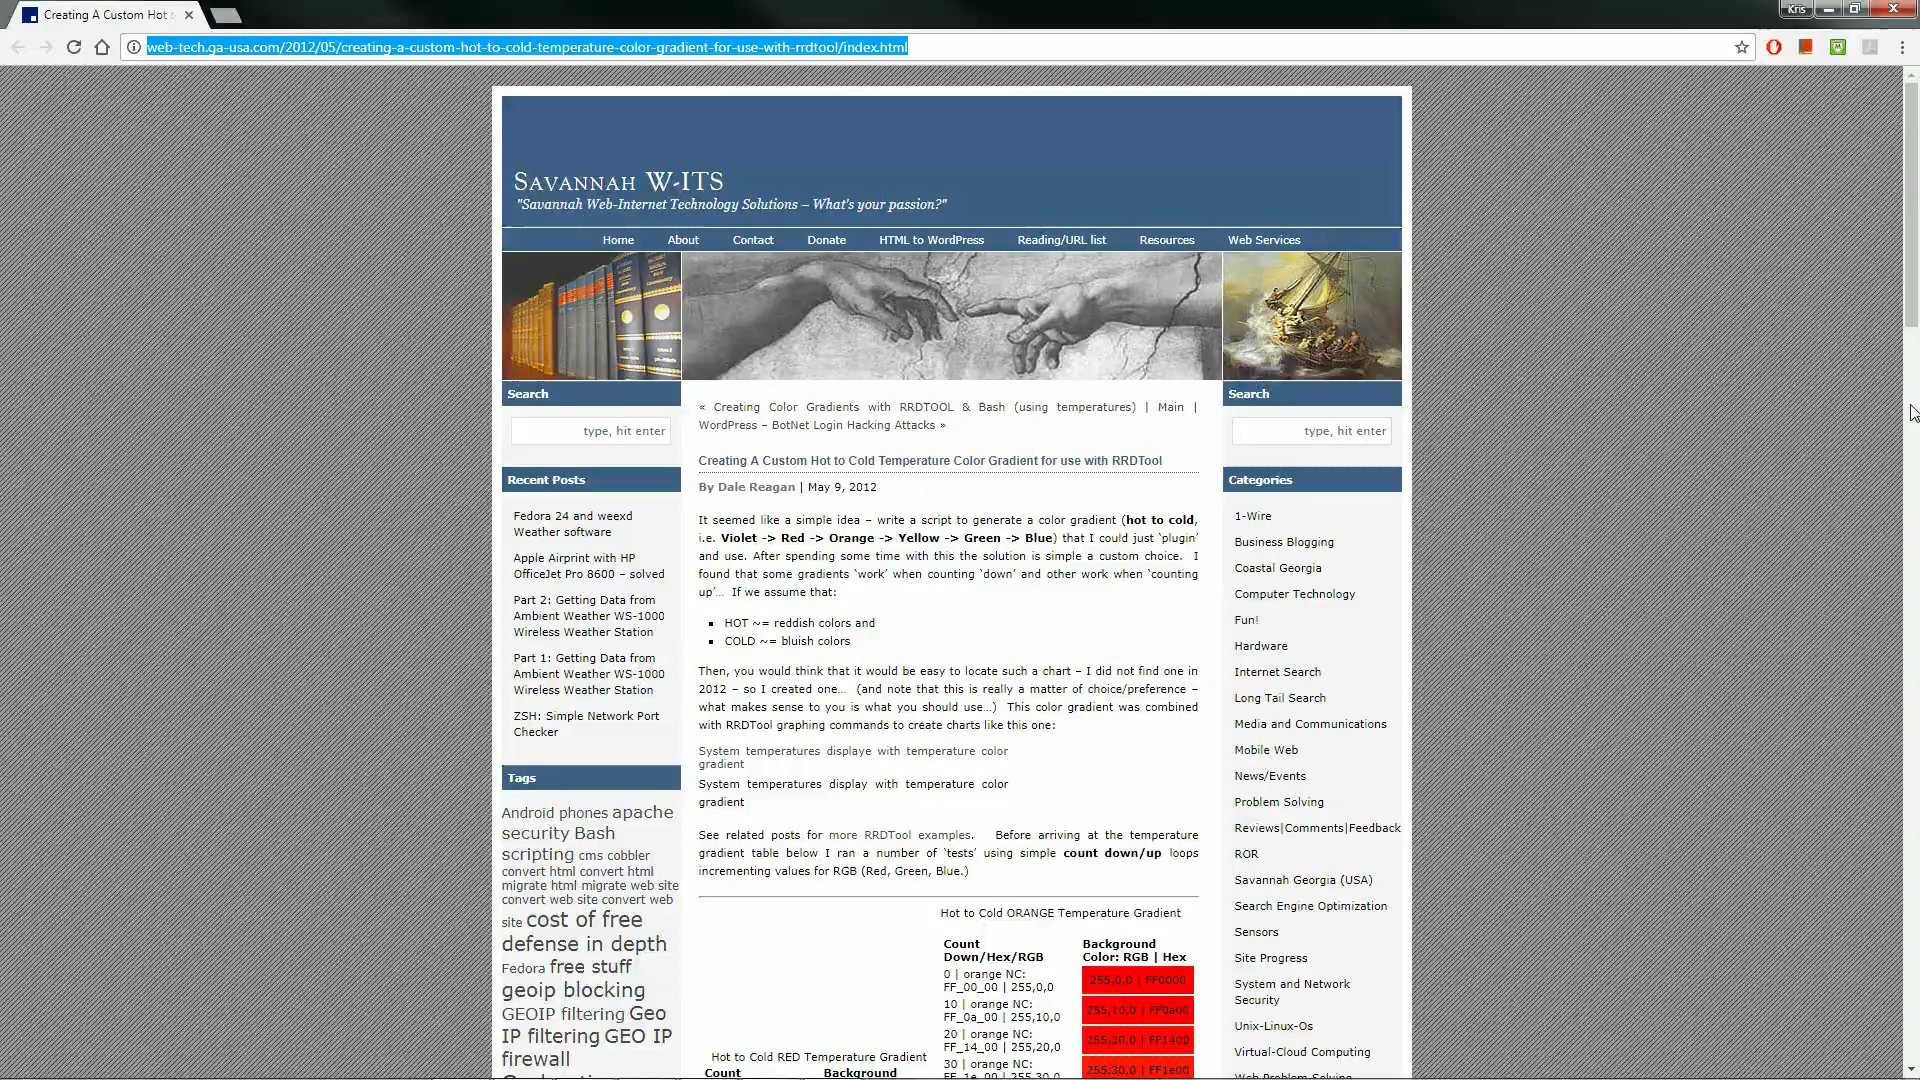 Creating A Custom Hot
Kris
web-tech.ga-usa.com/2012/05/creating-a-custom-hot-to-cold-temperature-color-gradient-for-use-with-rrdtool/index.html
SAVANNAH W-ITS
"Savannah Web-Internet Technology Solutions – What's your passion?"
Home About Contact Donate HTML to WordPress Reading/URL list Resources Web Services
Search
type, hit enter
Recent Posts
Fedora 24 and weexd
Weather software
Apple Airprint with HP
OfficeJet Pro 8600 – solved
Part 2: Getting Data from
Ambient Weather WS-1000
Wireless Weather Station
Part 1: Getting Data from
Ambient Weather WS-1000
Wireless Weather Station
ZSH: Simple Network Port
Checker
Tags
Android phones apache
security Bash
scripting cms cobbler
convert html convert html
migrate html migrate web site
convert web site convert web
site cost of free
defense in depth
Fedora free stuff
geoip blocking
GEOIP filtering Geo
IP filtering GEO IP
firewall
« Creating Color Gradients with RRDTOOL & Bash (using temperatures) | Main |
WordPress – BotNet Login Hacking Attacks »
Creating A Custom Hot to Cold Temperature Color Gradient for use with RRDTool
By Dale Reagan | May 9, 2012
It seemed like a simple idea – write a script to generate a color gradient (hot to cold,
i.e. Violet -> Red -> Orange -> Yellow -> Green -> Blue) that I could just 'plugin'
and use. After spending some time with this the solution is simple a custom choice. I
found that some gradients 'work' when counting 'down' and other work when 'counting
up'... If we assume that:
▪ HOT ~= reddish colors and
▪ COLD ~= bluish colors
Then, you would think that it would be easy to locate such a chart – I did not find one in
2012 – so I created one... (and note that this is really a matter of choice/preference –
what makes sense to you is what you should use...) This color gradient was combined
with RRDTool graphing commands to create charts like this one:
System temperatures displaye with temperature color
gradient
System temperatures display with temperature color
gradient
See related posts for more RRDTool examples. Before arriving at the temperature
gradient table below I ran a number of 'tests' using simple count down/up loops
incrementing values for RGB (Red, Green, Blue.)
Hot to Cold RED Temperature Gradient
Count Background
Hot to Cold ORANGE Temperature Gradient
Count Background
Down/Hex/RGB Color: RGB | Hex
0 | orange NC:
FF_00_00 | 255,0,0
255,0,0 | FF0000
10 | orange NC:
FF_0a_00 | 255,10,0
255,10,0 | FF0a00
20 | orange NC:
FF_14_00 | 255,20,0
255,20,0 | FF1400
30 | orange NC:
FF_1e_00 | 255,30,0
255,30,0 | FF1e00
Search
type, hit enter
Categories
1-Wire
Business Blogging
Coastal Georgia
Computer Technology
Fun!
Hardware
Internet Search
Long Tail Search
Media and Communications
Mobile Web
News/Events
Problem Solving
Reviews|Comments|Feedback
ROR
Savannah Georgia (USA)
Search Engine Optimization
Sensors
Site Progress
System and Network
Security
Unix-Linux-Os
Virtual-Cloud Computing
Web Problem Solving